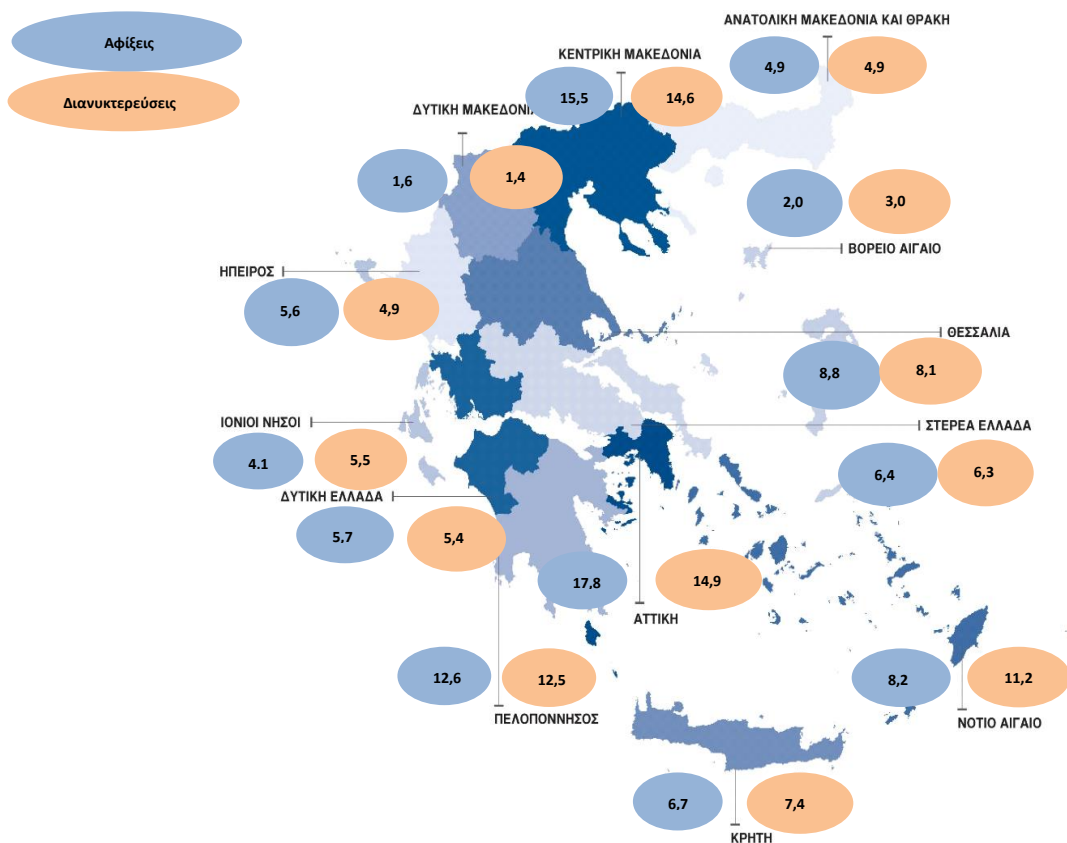 Αφίξεις
Διανυκτερεύσεις
ΑΝΑΤΟΛΙΚΗ ΜΑΚΕΔΟΝΙΑ ΚΑΙ ΘΡΑΚΗ
4,9 4,9
ΚΕΝΤΡΙΚΗ ΜΑΚΕΔΟΝΙΑ
15,5 14,6
ΔΥΤΙΚΗ ΜΑΚΕΔΟΝΙΑ
1,6 1,4
2,0 3,0
ΒΟΡΕΙΟ ΑΙΓΑΙΟ
ΗΠΕΙΡΟΣ
5,6 4,9
ΘΕΣΣΑΛΙΑ
8,8 8,1
ΙΟΝΙΟΙ ΝΗΣΟΙ
4.1 5,5
ΣΤΕΡΕΑ ΕΛΛΑΔΑ
6,4 6,3
ΔΥΤΙΚΗ ΕΛΛΑΔΑ
5,7 5,4
17,8 14,9
ΑΤΤΙΚΗ
12,6 12,5
ΠΕΛΟΠΟΝΝΗΣΟΣ
8,2 11,2
ΝΟΤΙΟ ΑΙΓΑΙΟ
6,7 7,4
ΚΡΗΤΗ